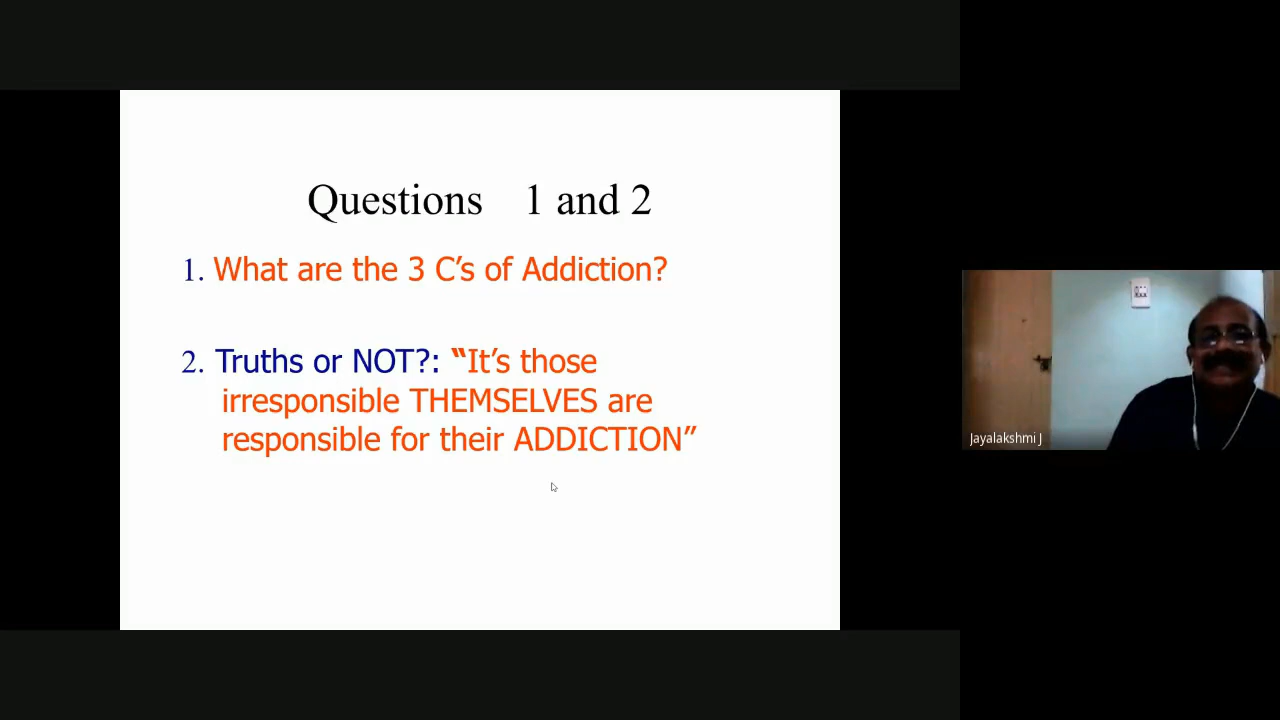 Questions 1 and 2
1. What are the 3 C’s of Addiction?
2. Truths or NOT?: “It’s those
irresponsible THEMSELVES are
responsible for their ADDICTION”
Jayalakshmi J